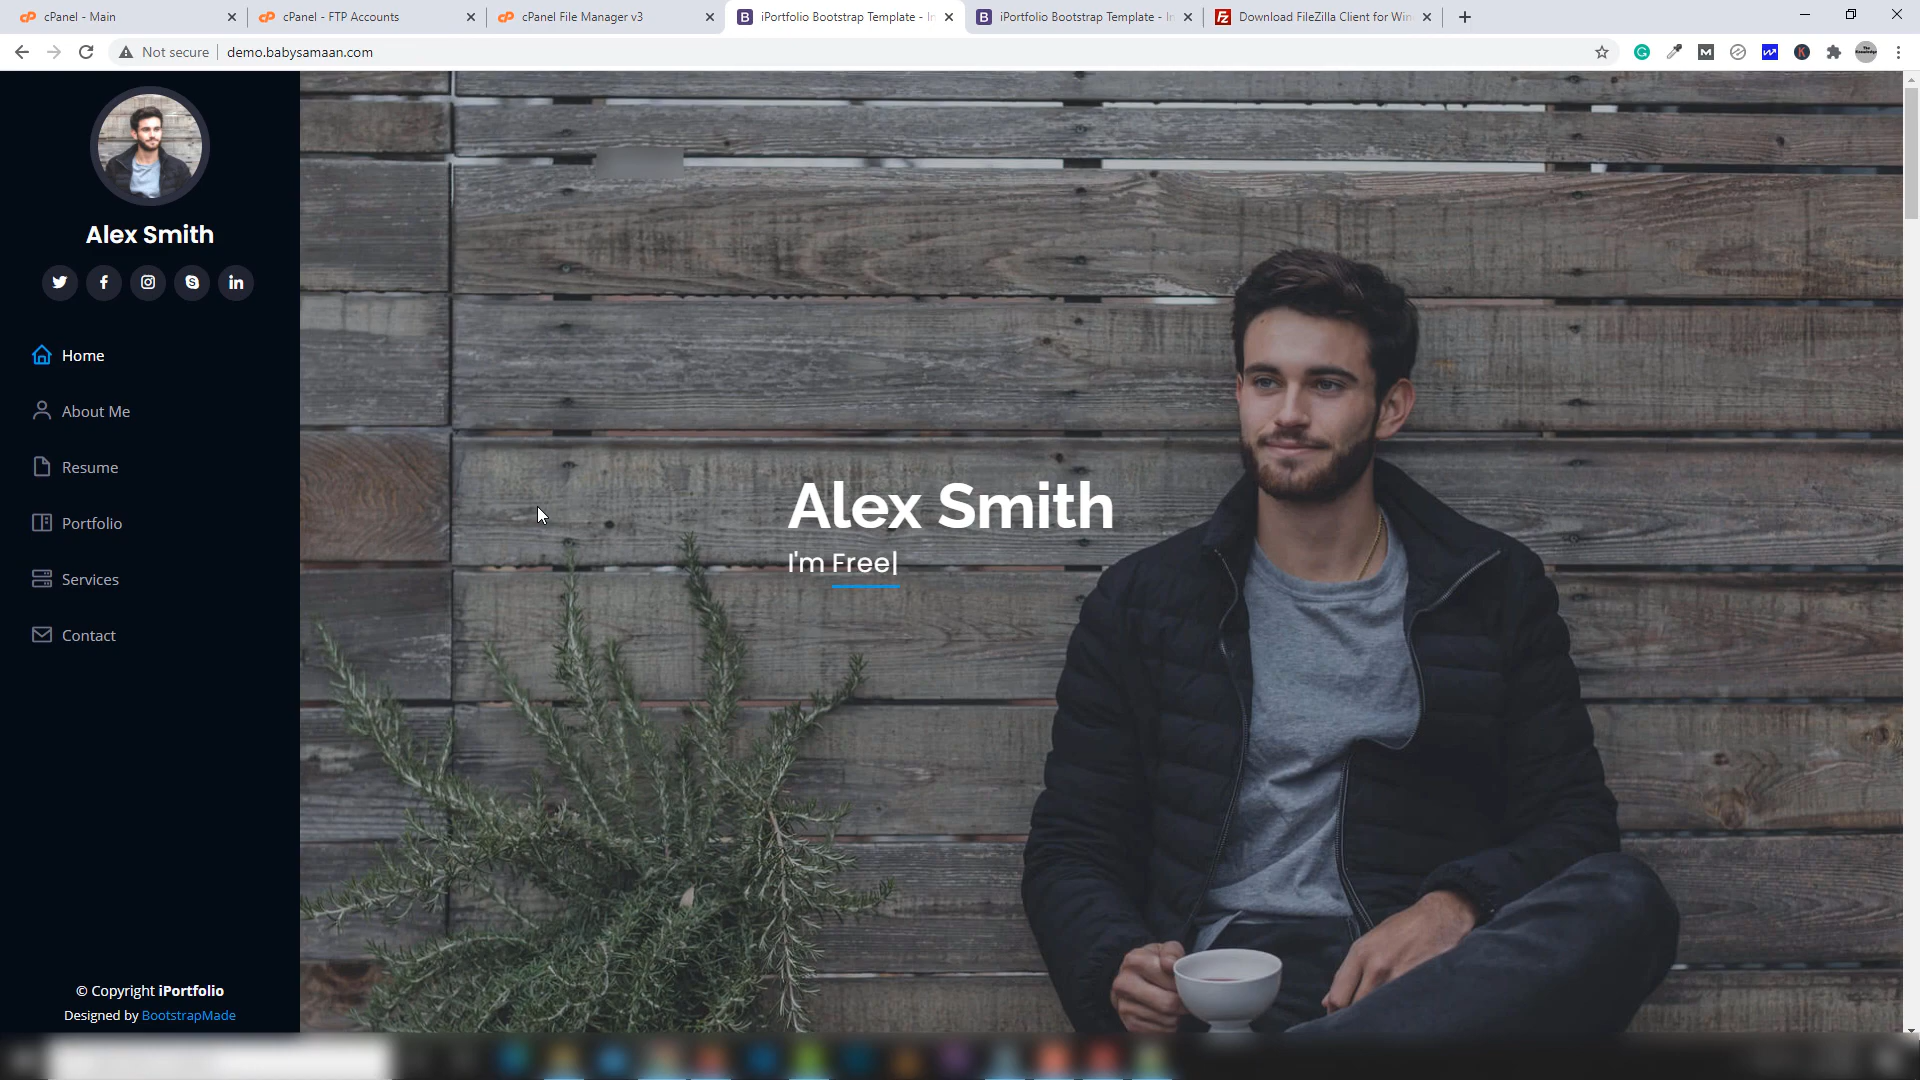 cPanel - Main
cPanel - FTP Accounts
cPanel File Manager v3
iPortfolio Bootstrap Template - In
iPortfolio Bootstrap Template - In
Download FileZilla Client for Win
Not secure
demo.babysamaan.com
Alex Smith
Home
About Me
Resume
Portfolio
Services
Contact
Alex Smith
I'm Free
© Copyright iPortfolio
Designed by BootstrapMade